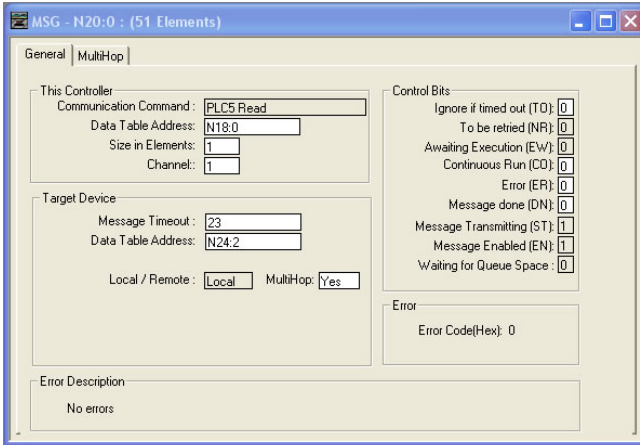 MSG - N20:0 : (51 Elements)
General MultiHop
This Controller
Communication Command : PLC5 Read
Data Table Address: N18:0
Size in Elements: 1
Channel:: 1
Target Device
Message Timeout : 23
Data Table Address: N24:2
Local / Remote : Local MultiHop: Yes
Control Bits
Ignore if timed out (TO): 0
To be retried (NR): 0
Awaiting Execution (EW): 0
Continuous Run (CO): 0
Error (ER): 0
Message done (DN): 0
Message Transmitting (ST): 1
Message Enabled (EN): 1
Waiting for Queue Space : 0
Error
Error Code(Hex): 0
Error Description
No errors